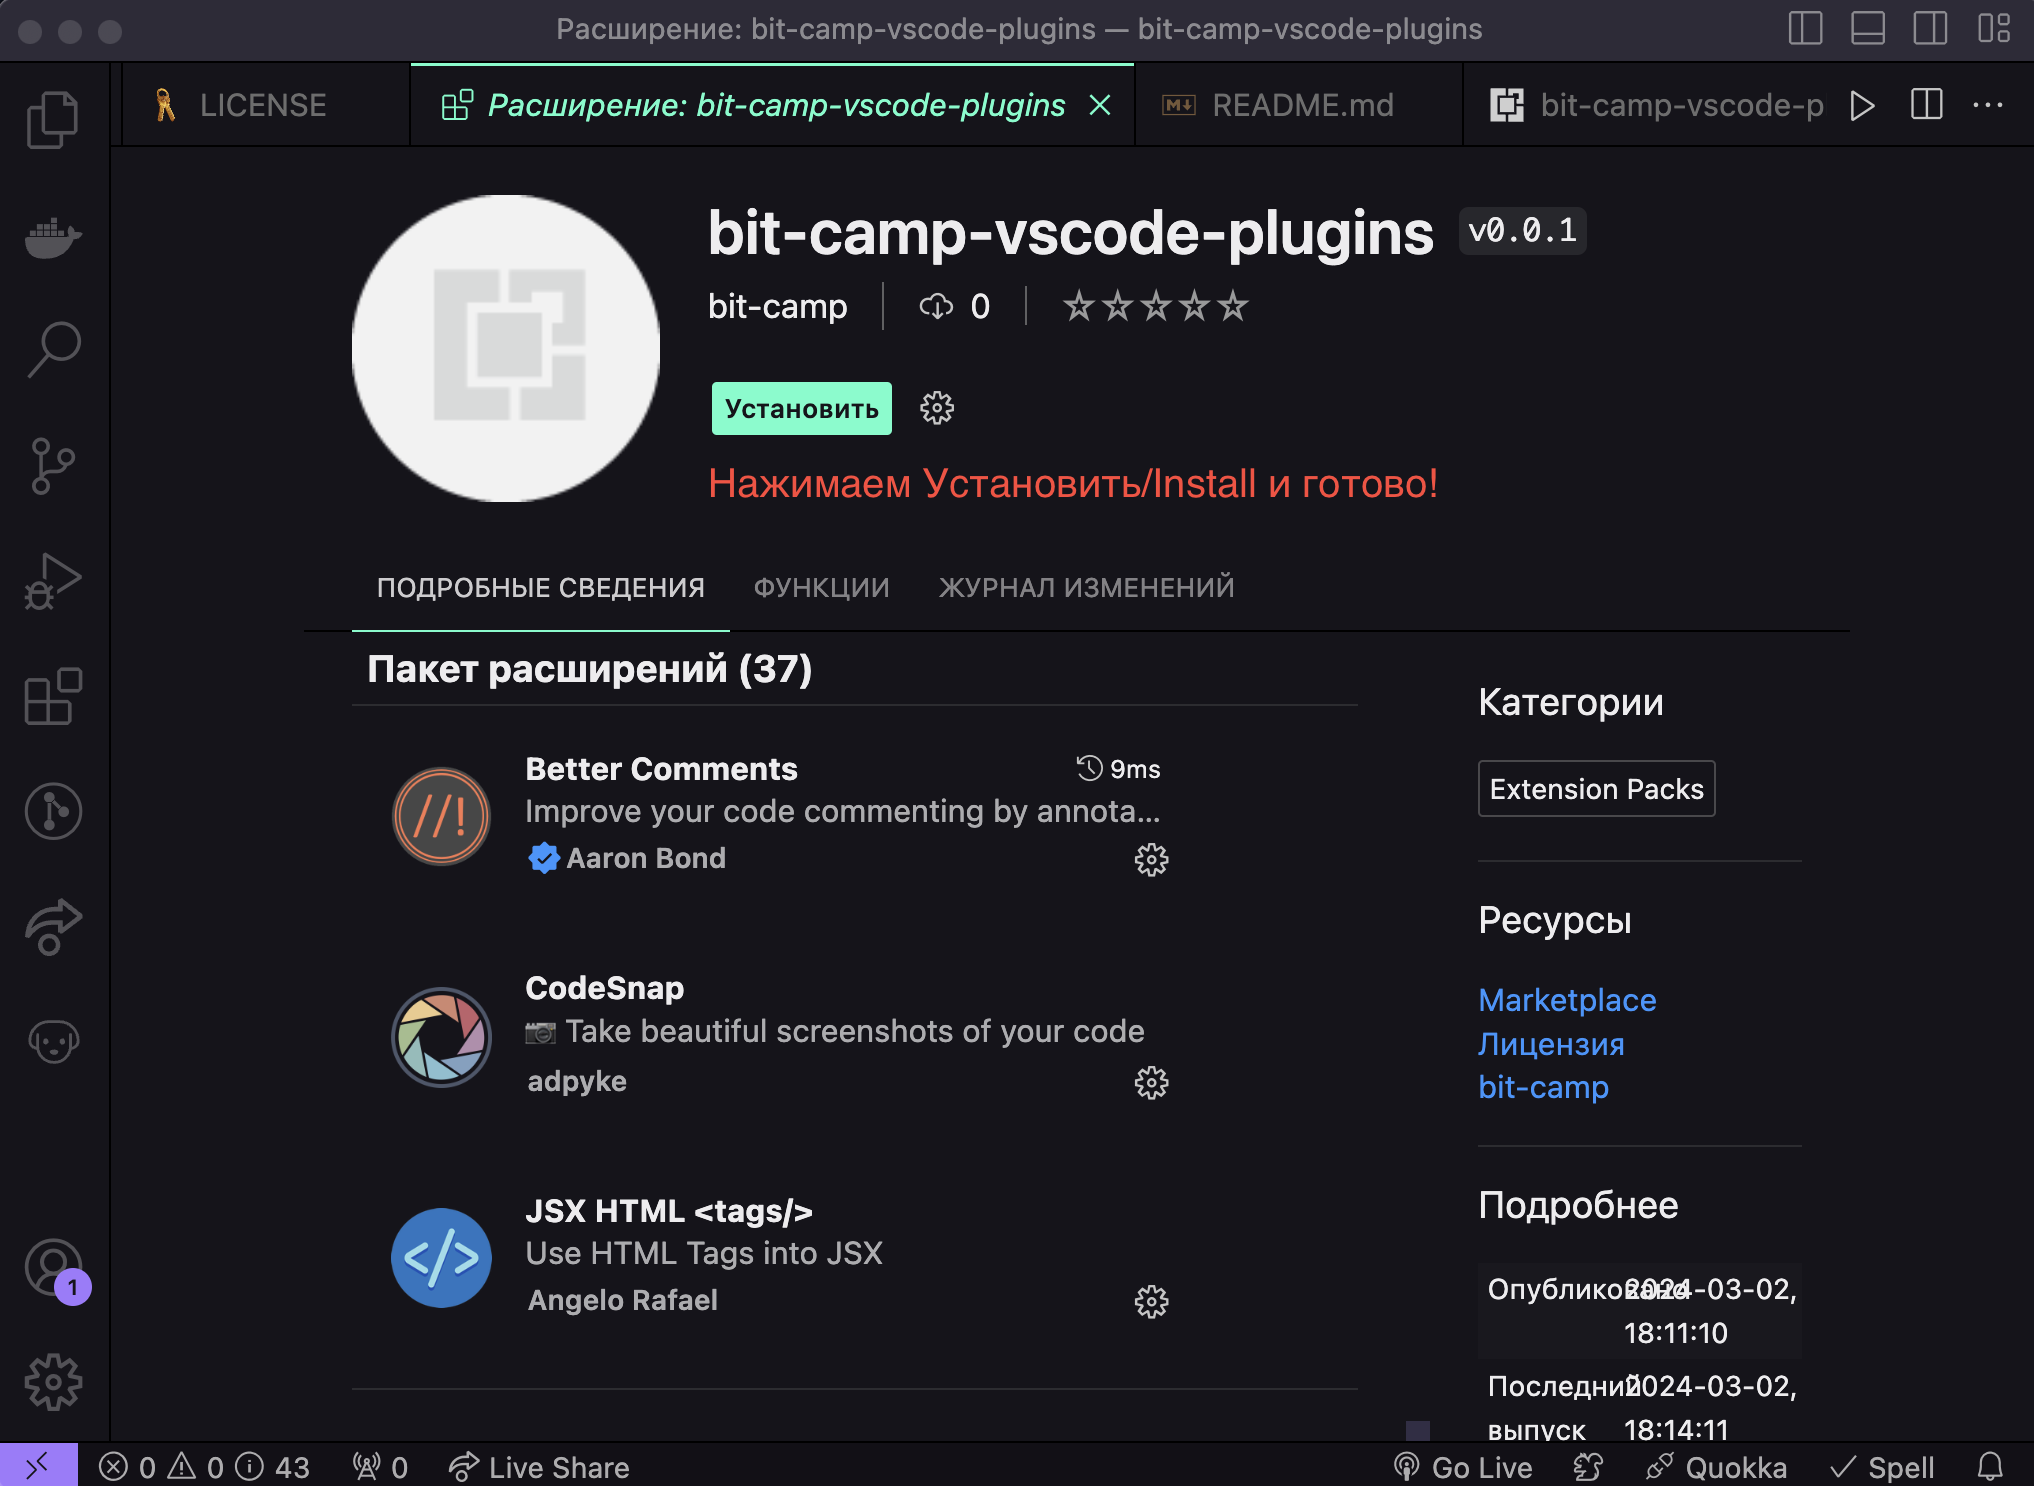 Расширение: bit-camp-vscode-plugins — bit-camp-vscode-plugins
LICENSE
Расширение: bit-camp-vscode-plugins
README.md
bit-camp-vscode-p
bit-camp-vscode-plugins v0.0.1
bit-camp 0
Установить
Нажимаем Установить/Install и готово!
ПОДРОБНЫЕ СВЕДЕНИЯ ФУНКЦИИ ЖУРНАЛ ИЗМЕНЕНИЙ
Пакет расширений (37)
Better Comments 9ms
Improve your code commenting by annota...
Aaron Bond
CodeSnap
Take beautiful screenshots of your code
adpyke
JSX HTML <tags/>
Use HTML Tags into JSX
Angelo Rafael
Категории
Extension Packs
Ресурсы
Marketplace
Лицензия
bit-camp
Подробнее
Опубликовано 2024-03-02,
18:11:10
Последний 2024-03-02,
выпуск 18:14:11
1
0 0 43 0 Live Share Go Live Quokka Spell